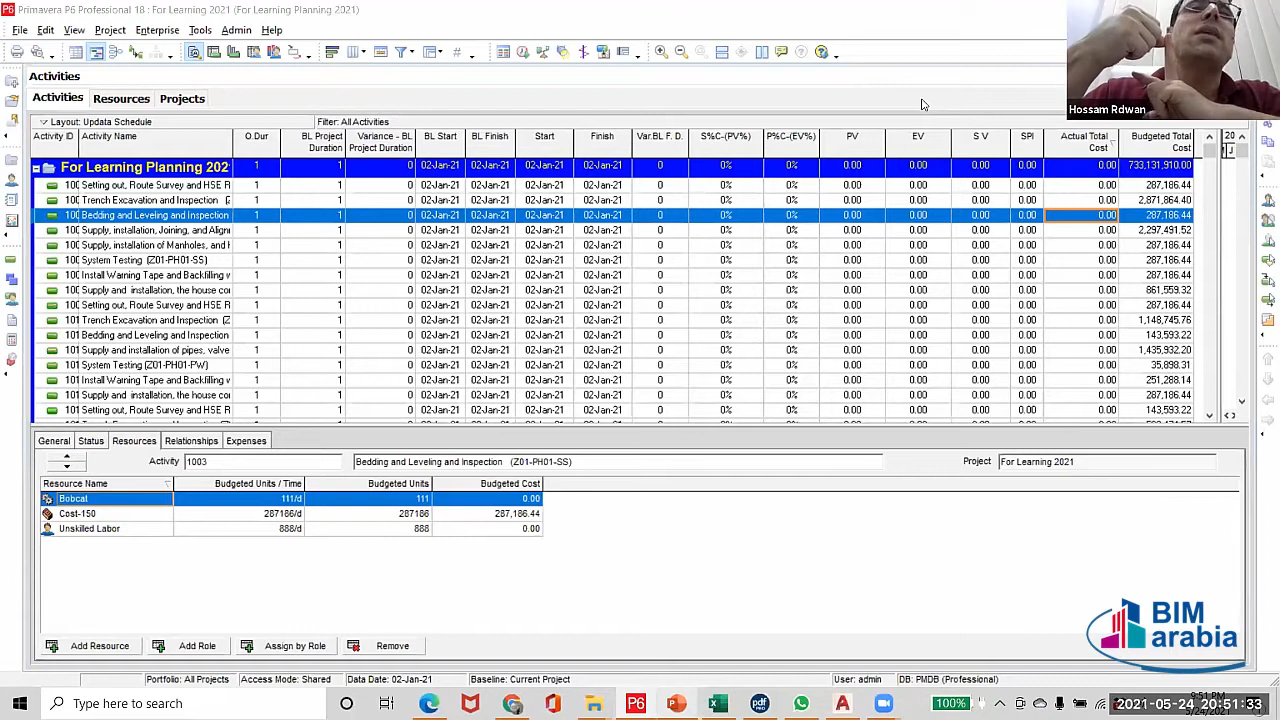 Primavera P6 Professional 18 : For Learning 2021 (For Learning Planning 2021)
File Edit View Project Enterprise Tools Admin Help
Hossam Rdwan
Activities
Activities Resources Projects
Layout: Updata Schedule Filter: All Activities
Activity ID Activity Name O.Dur BL Project Duration Variance - BL Project Duration BL Start BL Finish Start Finish Var.BL F. D. S%C-(PV%) P%C-(EV%) PV EV S V SPI Actual Total Cost Budgeted Total Cost 20
For Learning Planning 202 1 1 0 02-Jan-21 02-Jan-21 02-Jan-21 02-Jan-21 0 0% 0% 0.00 0.00 0.00 0.00 0.00 733,131,910.00
100 Setting out, Route Survey and HSE R 1 1 0 02-Jan-21 02-Jan-21 02-Jan-21 02-Jan-21 0 0% 0% 0.00 0.00 0.00 0.00 0.00 287,186.44
100 Trench Excavation and Inspection (Z 1 1 0 02-Jan-21 02-Jan-21 02-Jan-21 02-Jan-21 0 0% 0% 0.00 0.00 0.00 0.00 0.00 2,871,864.40
100 Bedding and Leveling and Inspection 1 1 0 02-Jan-21 02-Jan-21 02-Jan-21 02-Jan-21 0 0% 0% 0.00 0.00 0.00 0.00 0.00 287,186.44
100 Supply, installation, Joining, and Align 1 1 0 02-Jan-21 02-Jan-21 02-Jan-21 02-Jan-21 0 0% 0% 0.00 0.00 0.00 0.00 0.00 2,297,491.52
100 Supply, installation of Manholes, and H 1 1 0 02-Jan-21 02-Jan-21 02-Jan-21 02-Jan-21 0 0% 0% 0.00 0.00 0.00 0.00 0.00 287,186.44
100 System Testing (Z01-PH01-SS) 1 1 0 02-Jan-21 02-Jan-21 02-Jan-21 02-Jan-21 0 0% 0% 0.00 0.00 0.00 0.00 0.00 287,186.44
100 Install Warning Tape and Backfilling w 1 1 0 02-Jan-21 02-Jan-21 02-Jan-21 02-Jan-21 0 0% 0% 0.00 0.00 0.00 0.00 0.00 287,186.44
100 Supply and installation, the house con 1 1 0 02-Jan-21 02-Jan-21 02-Jan-21 02-Jan-21 0 0% 0% 0.00 0.00 0.00 0.00 0.00 861,559.32
100 Setting out, Route Survey and HSE R 1 1 0 02-Jan-21 02-Jan-21 02-Jan-21 02-Jan-21 0 0% 0% 0.00 0.00 0.00 0.00 0.00 287,186.44
101 Trench Excavation and Inspection (Z 1 1 0 02-Jan-21 02-Jan-21 02-Jan-21 02-Jan-21 0 0% 0% 0.00 0.00 0.00 0.00 0.00 1,148,745.76
101 Bedding and Leveling and Inspection 1 1 0 02-Jan-21 02-Jan-21 02-Jan-21 02-Jan-21 0 0% 0% 0.00 0.00 0.00 0.00 0.00 143,593.22
101 Supply and installation of pipes, valve 1 1 0 02-Jan-21 02-Jan-21 02-Jan-21 02-Jan-21 0 0% 0% 0.00 0.00 0.00 0.00 0.00 1,435,932.20
101 System Testing (Z01-PH01-PW) 1 1 0 02-Jan-21 02-Jan-21 02-Jan-21 02-Jan-21 0 0% 0% 0.00 0.00 0.00 0.00 0.00 35,898.31
101 Install Warning Tape and Backfilling w 1 1 0 02-Jan-21 02-Jan-21 02-Jan-21 02-Jan-21 0 0% 0% 0.00 0.00 0.00 0.00 0.00 251,288.14
101 Supply and installation, the house con 1 1 0 02-Jan-21 02-Jan-21 02-Jan-21 02-Jan-21 0 0% 0% 0.00 0.00 0.00 0.00 0.00 287,186.44
101 Setting out, Route Survey and HSE R 1 1 0 02-Jan-21 02-Jan-21 02-Jan-21 02-Jan-21 0 0% 0% 0.00 0.00 0.00 0.00 0.00 143,593.22
General Status Resources Relationships Expenses
Activity 1003 Bedding and Leveling and Inspection (Z01-PH01-SS) Project For Learning 2021
Resource Name Budgeted Units / Time Budgeted Units Budgeted Cost
Bobcat 111/d 111 0.00
Cost-150 287186/d 287186 287,186.44
Unskilled Labor 888/d 888 0.00
BIM
arabia
Add Resource Add Role Assign by Role Remove
Portfolio: All Projects Access Mode: Shared Data Date: 02-Jan-21 Baseline: Current Project User: admin DB: PMDB (Professional)
Type here to search 100% 9:51 PM
2021-05-24 20:51:33